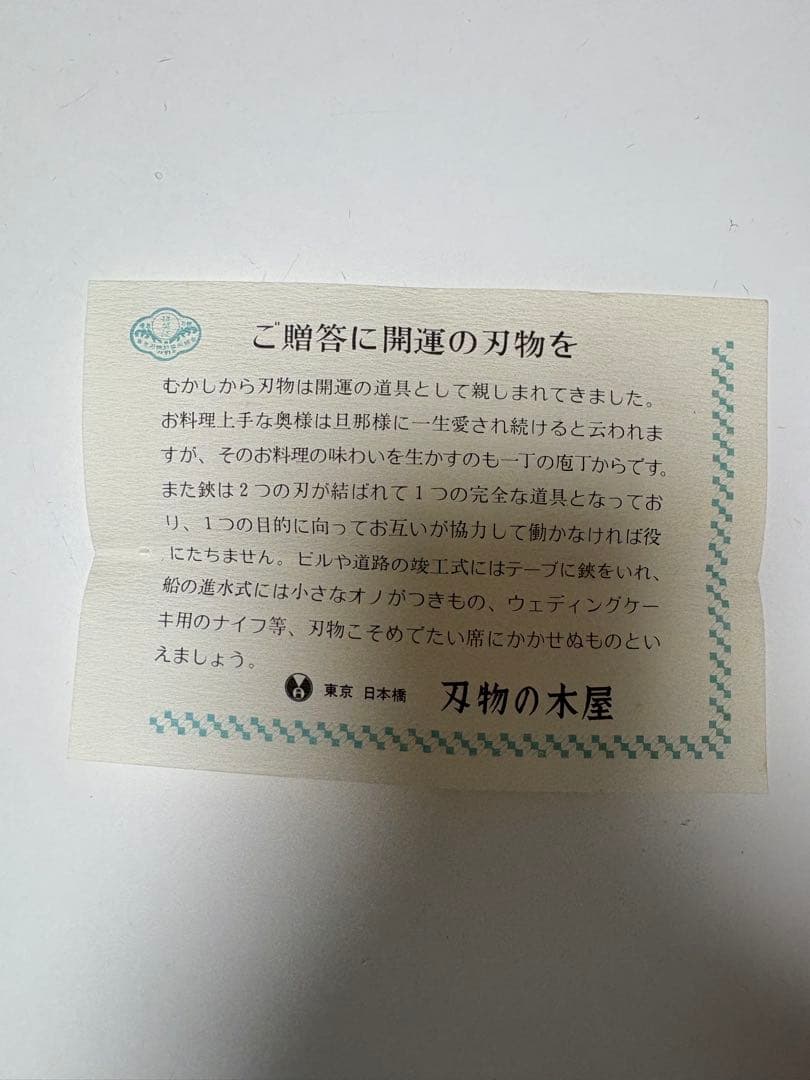 ご贈答に開運の刃物を
むかしから刃物は開運の道具として親しまれてきました。
お料理上手な奥様は旦那様に一生愛され続けると云われま
すが、そのお料理の味わいを生かすのも一丁の庖丁からです。
また鋏は２つの刃が結ばれて１つの完全な道具となってお
り、１つの目的に向ってお互いが協力して働かなければ役
にたちません。ビルや道路の竣工式にはテープに鋏をいれ、
船の進水式には小さなオノがつきもの、ウェディングケー
キ用のナイフ等、刃物こそめでたい席にかかせぬものとい
えましょう。
東京 日本橋 刃物の木屋